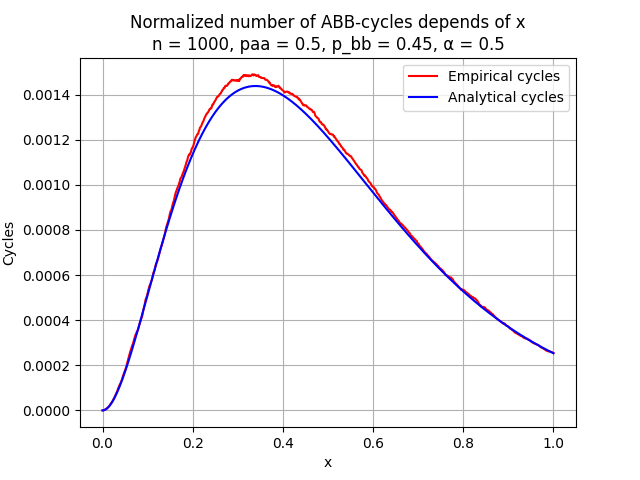 Normalized number of ABB-cycles depends of x
n = 1000, paa = 0.5, p_bb = 0.45, α = 0.5
Empirical cycles
Analytical cycles
Cycles
0.0014
0.0012
0.0010
0.0008
0.0006
0.0004
0.0002
0.0000
0.0 0.2 0.4 0.6 0.8 1.0
x